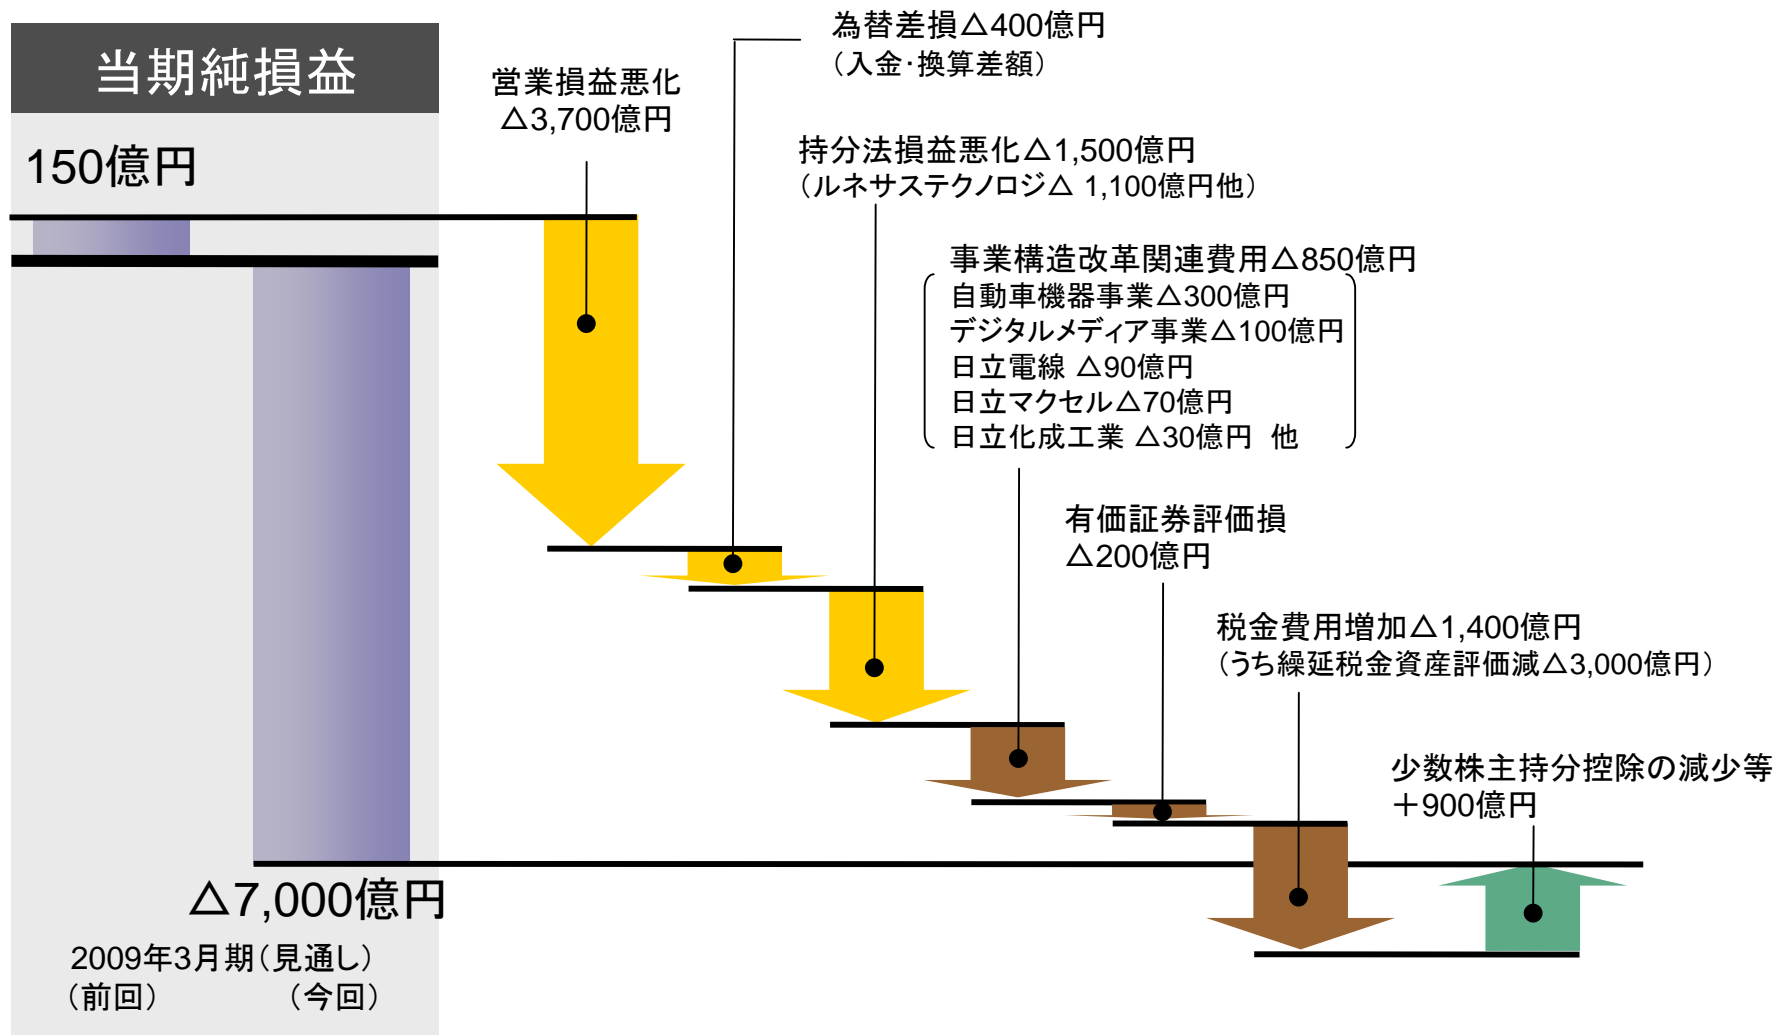 当期純損益
150億円
営業損益悪化
△3,700億円
為替差損△400億円
（入金・換算差額）
持分法損益悪化△1,500億円
（ルネサステクノロジ△ 1,100億円他）
事業構造改革関連費用△850億円
自動車機器事業△300億円
デジタルメディア事業△100億円
日立電線 △90億円
日立マクセル△70億円
日立化成工業 △30億円 他
有価証券評価損
△200億円
税金費用増加△1,400億円
（うち繰延税金資産評価減△3,000億円）
少数株主持分控除の減少等
＋900億円
△7,000億円
2009年3月期（見通し）
（前回） （今回）